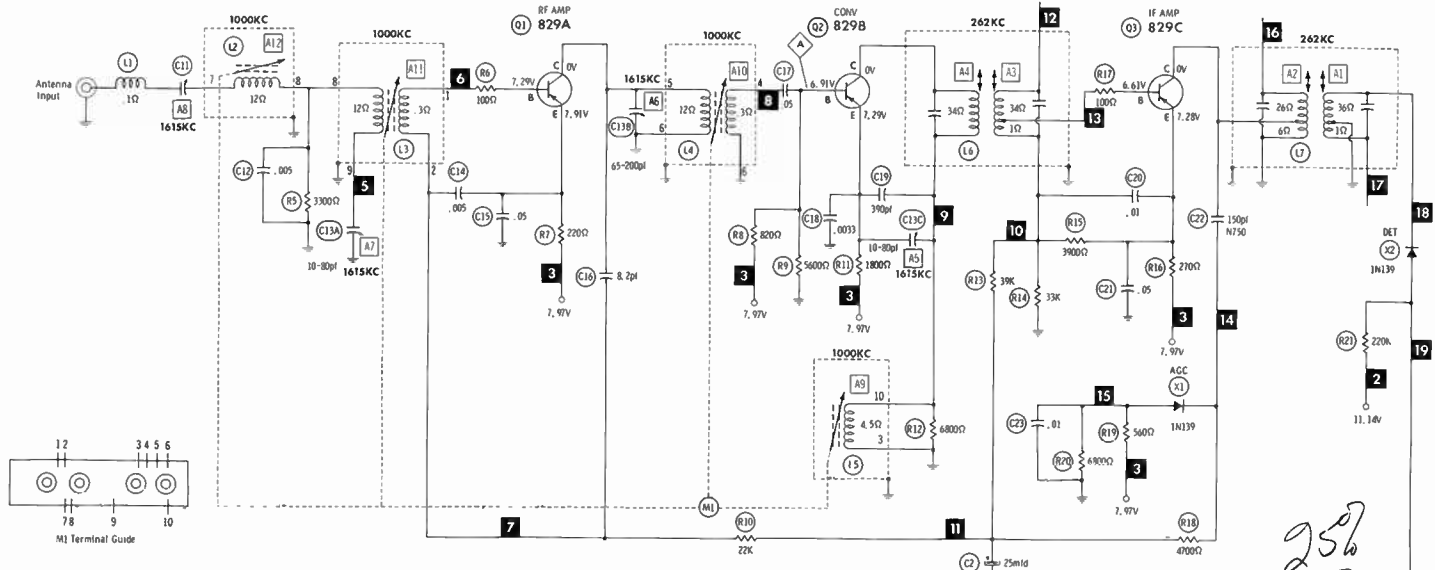 1000KC
L2
A12
L1
C11
7
8
Antenna
Input
1Ω
A8
1615KC
12Ω
1000KC
8
A11
1
12Ω
3Ω
9
2
L3
5
C12
.005
R5
3300Ω
C13A
A7
10-80pf
1615KC
6
R6
100Ω
RF AMP
Q1
829A
7.29V
B
C
0V
E
7.91V
C14
.005
C15
.05
R7
220Ω
3
7.97V
C16
8.2pf
1615KC
A6
C13B
65-200pf
1000KC
5
A10
4
12Ω
3Ω
6
L4
6
8
C17
.05
A
CONV
Q2
829B
6.91V
B
C
0V
E
7.29V
R8
820Ω
3
7.97V
R9
5600Ω
C18
.0033
C19
390pf
C13C
10-80pf
A5
1615KC
R11
1800Ω
3
7.97V
9
1000KC
A9
10
4.5Ω
3
L5
R12
6800Ω
262KC
12
A4
A3
34Ω
34Ω
1Ω
L6
13
R17
100Ω
IF AMP
Q3
829C
6.61V
B
C
0V
E
7.28V
C20
.01
10
R15
3900Ω
R13
39K
R14
33K
C21
.05
R16
270Ω
3
7.97V
C22
150pf
N750
14
16
262KC
A2
A1
26Ω
6Ω
36Ω
1Ω
L7
17
18
DET
X2
1N139
R21
220K
2
11.14V
19
AGC
X1
1N139
15
C23
.01
R20
6800Ω
R19
560Ω
3
7.97V
M1
7
R10
22K
11
R18
4700Ω
C2
25mfd
12
3 4 5 6
78
9
10
M1 Terminal Guide
25%